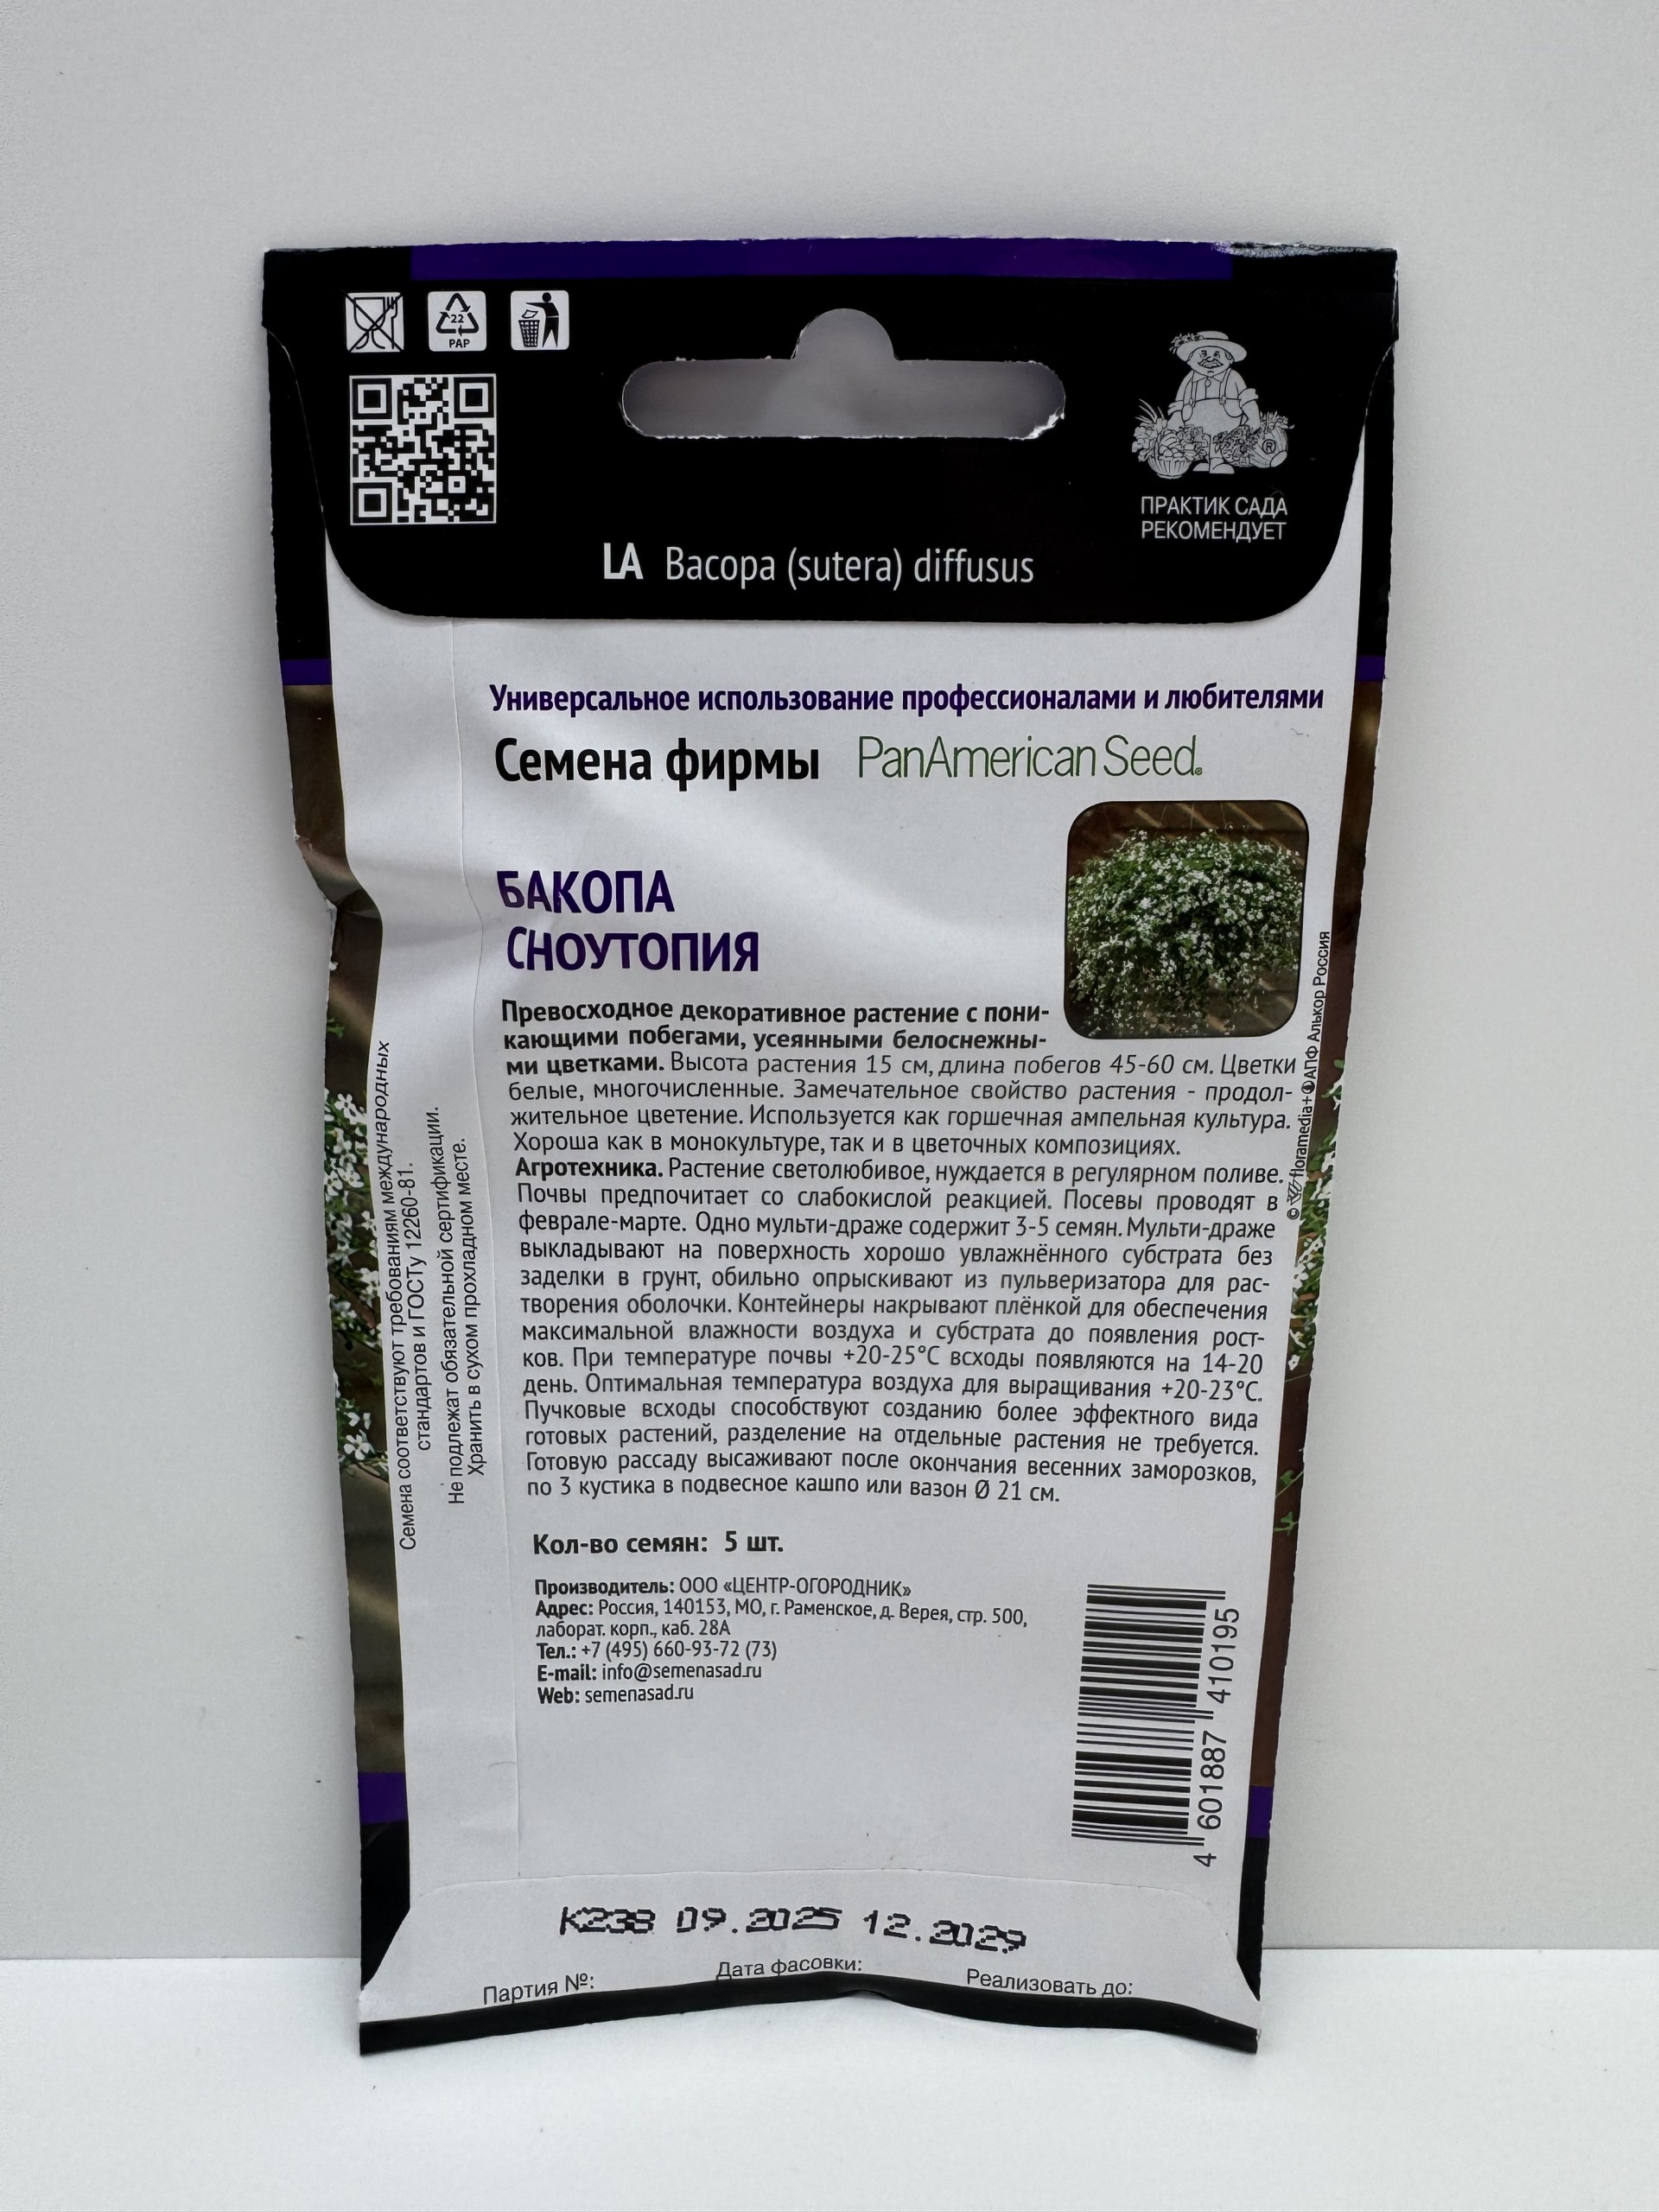 22
PAP
ПРАКТИК САДА
РЕКОМЕНДУЕТ
LA Bacopa (sutera) diffusus
Универсальное использование профессионалами и любителями
Семена фирмы PanAmerican Seed®
БАКОПА
СНОУТОПИЯ
Превосходное декоративное растение с пони-
кающими побегами, усеянными белоснежны-
ми цветками. Высота растения 15 см, длина побегов 45-60 см. Цветки
белые, многочисленные. Замечательное свойство растения - продол-
жительное цветение. Используется как горшечная ампельная культура.
Хороша как в монокультуре, так и в цветочных композициях.
Агротехника. Растение светолюбивое, нуждается в регулярном поливе.
Почвы предпочитает со слабокислой реакцией. Посевы проводят в
феврале-марте. Одно мульти-драже содержит 3-5 семян. Мульти-драже
выкладывают на поверхность хорошо увлажнённого субстрата без
заделки в грунт, обильно опрыскивают из пульверизатора для рас-
творения оболочки. Контейнеры накрывают плёнкой для обеспечения
максимальной влажности воздуха и субстрата до появления рост-
ков. При температуре почвы +20-25°С всходы появляются на 14-20
день. Оптимальная температура воздуха для выращивания +20-23°С.
Пучковые всходы способствуют созданию более эффектного вида
готовых растений, разделение на отдельные растения не требуется.
Готовую рассаду высаживают после окончания весенних заморозков,
по 3 кустика в подвесное кашпо или вазон Ø 21 см.
© floramedia+© АПФ Алькор Россия
Семена соответствуют требованиям международных
стандартов и ГОСТу 12260-81.
Не подлежат обязательной сертификации.
Хранить в сухом прохладном месте.
Кол-во семян: 5 шт.
Производитель: ООО «ЦЕНТР-ОГОРОДНИК»
Адрес: Россия, 140153, МО, г. Раменское, д. Верея, стр. 500,
лаборат. корп., каб. 28А
Тел.: +7 (495) 660-93-72 (73)
E-mail: info@semenasad.ru
Web: semenasad.ru
4 601887 410195
К238 09.2025 12.2029
Партия №: Дата фасовки: Реализовать до: